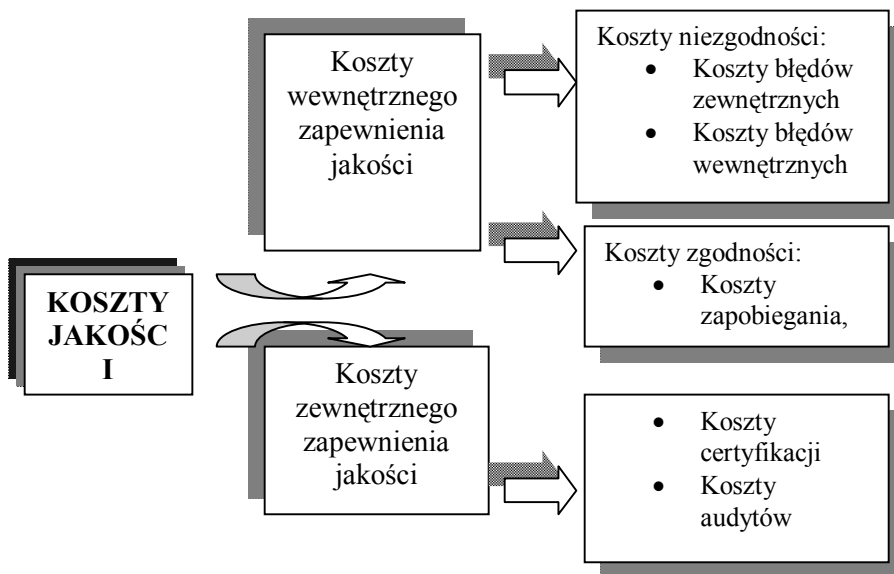 KOSZTY
JAKOŚC
I
Koszty
wewnętrznego
zapewnienia
jakości
Koszty niezgodności:
• Koszty błędów
zewnętrznych
• Koszty błędów
wewnętrznych
Koszty zgodności:
• Koszty
zapobiegania,
Koszty
zewnętrznego
zapewnienia
jakości
• Koszty
certyfikacji
• Koszty
audytów